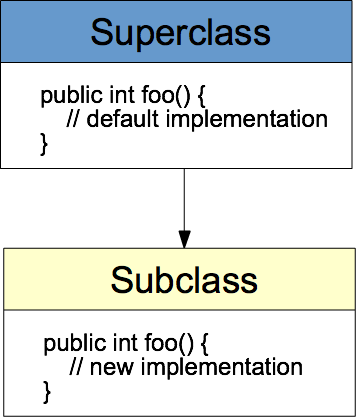 Superclass
public int foo() {
// default implementation
}
Subclass
public int foo() {
// new implementation
}